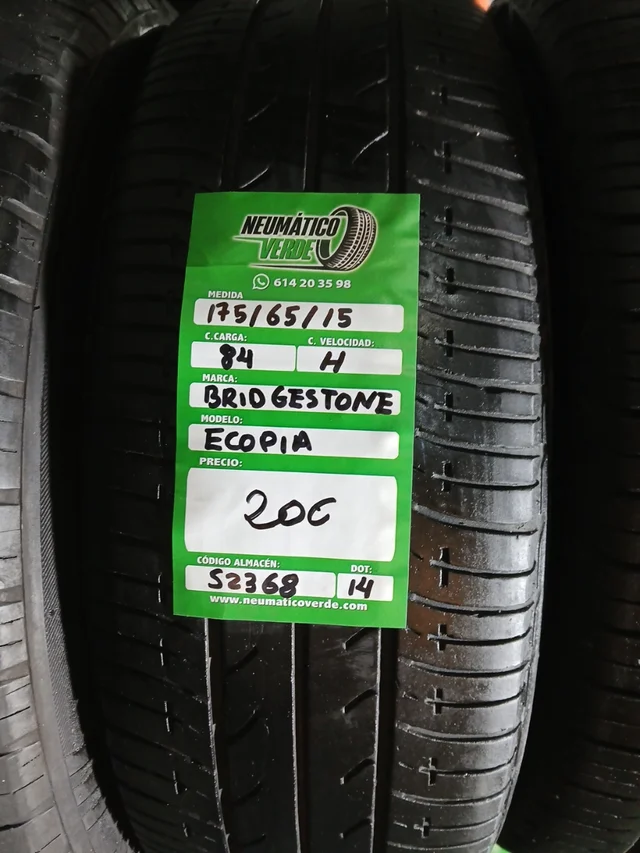 NEUMÁTICO
VERDE
614 20 35 98
MEDIDA
175/65/15
C.CARGA: C. VELOCIDAD:
84 H
MARCA:
BRIDGESTONE
MODELO:
ECOPIA
PRECIO:
20€
CÓDIGO ALMACÉN: DOT:
S2368 14
www.neumaticoverde.com